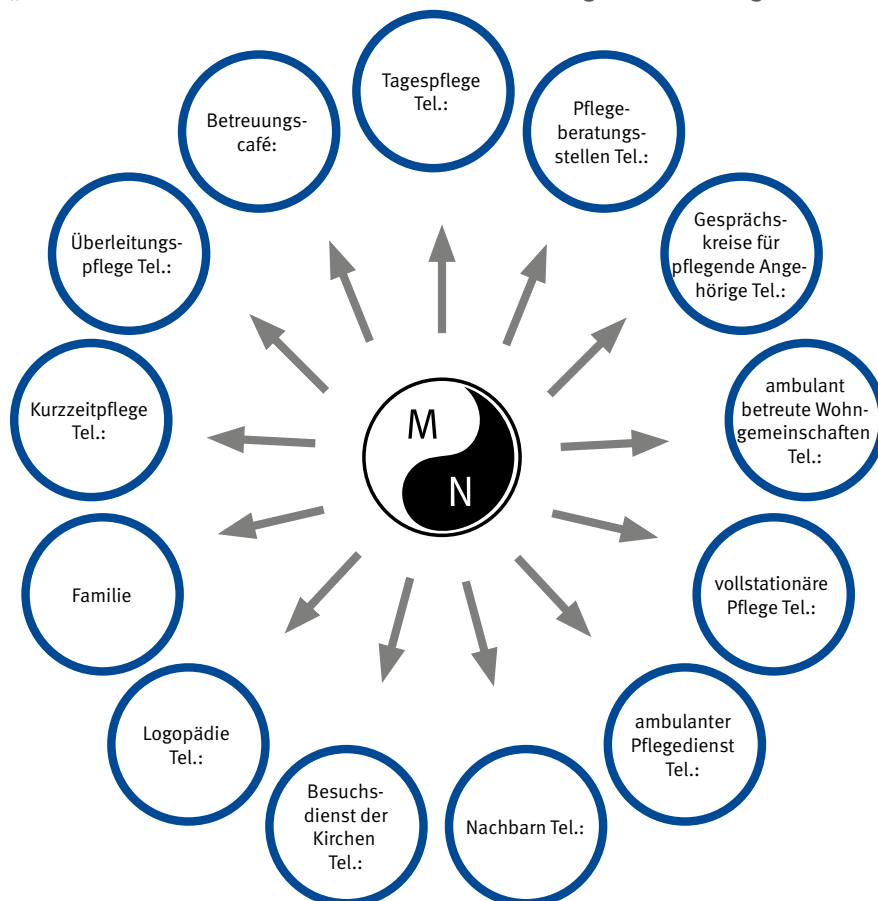 Tagespflege
Tel.:
Pflege-
beratungs-
stellen Tel.:
Gesprächs-
kreise für
pflegende Ange-
hörige Tel.:
ambulant
betreute Wohn-
gemeinschaften
Tel.:
vollstationäre
Pflege Tel.:
ambulanter
Pflegedienst
Tel.:
Nachbarn Tel.:
Besuchs-
dienst der
Kirchen
Tel.:
Logopädie
Tel.:
Familie
Kurzzeitpflege
Tel.:
Überleitungs-
pflege Tel.:
Betreuungs-
café:
M
N